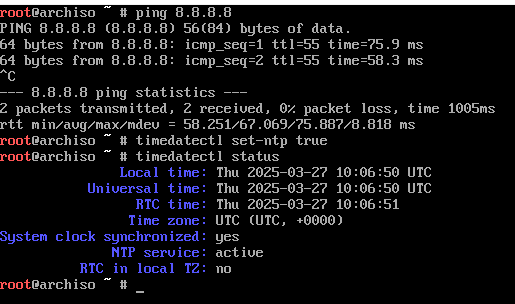 root@archiso ~ # ping 8.8.8.8
PING 8.8.8.8 (8.8.8.8) 56(84) bytes of data.
64 bytes from 8.8.8.8: icmp_seq=1 ttl=55 time=75.9 ms
64 bytes from 8.8.8.8: icmp_seq=2 ttl=55 time=58.3 ms
^C
--- 8.8.8.8 ping statistics ---
2 packets transmitted, 2 received, 0% packet loss, time 1005ms
rtt min/avg/max/mdev = 58.251/67.069/75.887/8.818 ms
root@archiso ~ # timedatectl set-ntp true
root@archiso ~ # timedatectl status
Local time: Thu 2025-03-27 10:06:50 UTC
Universal time: Thu 2025-03-27 10:06:50 UTC
RTC time: Thu 2025-03-27 10:06:51
Time zone: UTC (UTC, +0000)
System clock synchronized: yes
NTP service: active
RTC in local TZ: no
root@archiso ~ # _